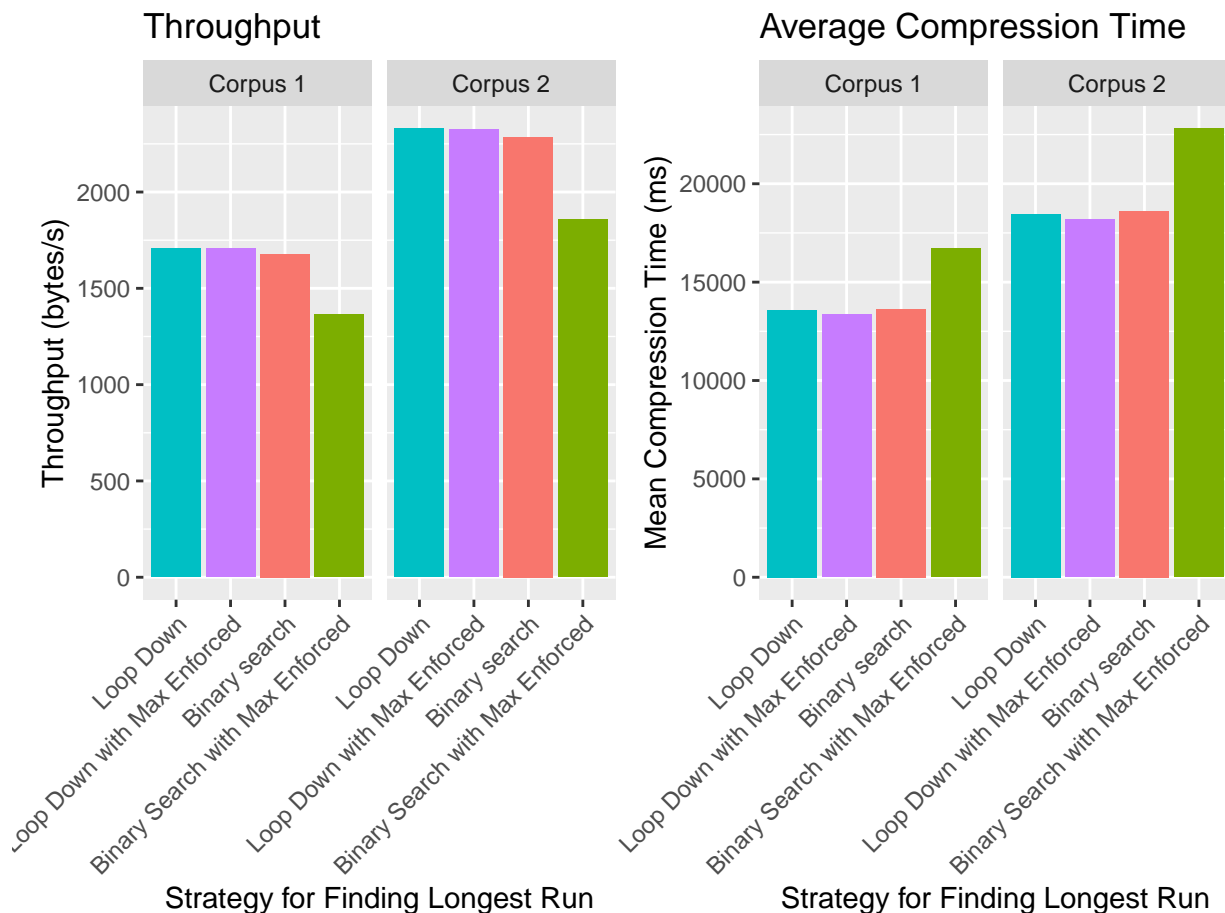 Throughput
Corpus 1
Corpus 2
Throughput (bytes/s)
2000
1500
1000
500
0
Loop Down
Loop Down with Max Enforced
Binary search
Binary Search with Max Enforced
Loop Down
Loop Down with Max Enforced
Binary search
Binary Search with Max Enforced
Strategy for Finding Longest Run
Average Compression Time
Corpus 1
Corpus 2
Mean Compression Time (ms)
20000
15000
10000
5000
0
Loop Down
Loop Down with Max Enforced
Binary search
Binary Search with Max Enforced
Loop Down
Loop Down with Max Enforced
Binary search
Binary Search with Max Enforced
Strategy for Finding Longest Run